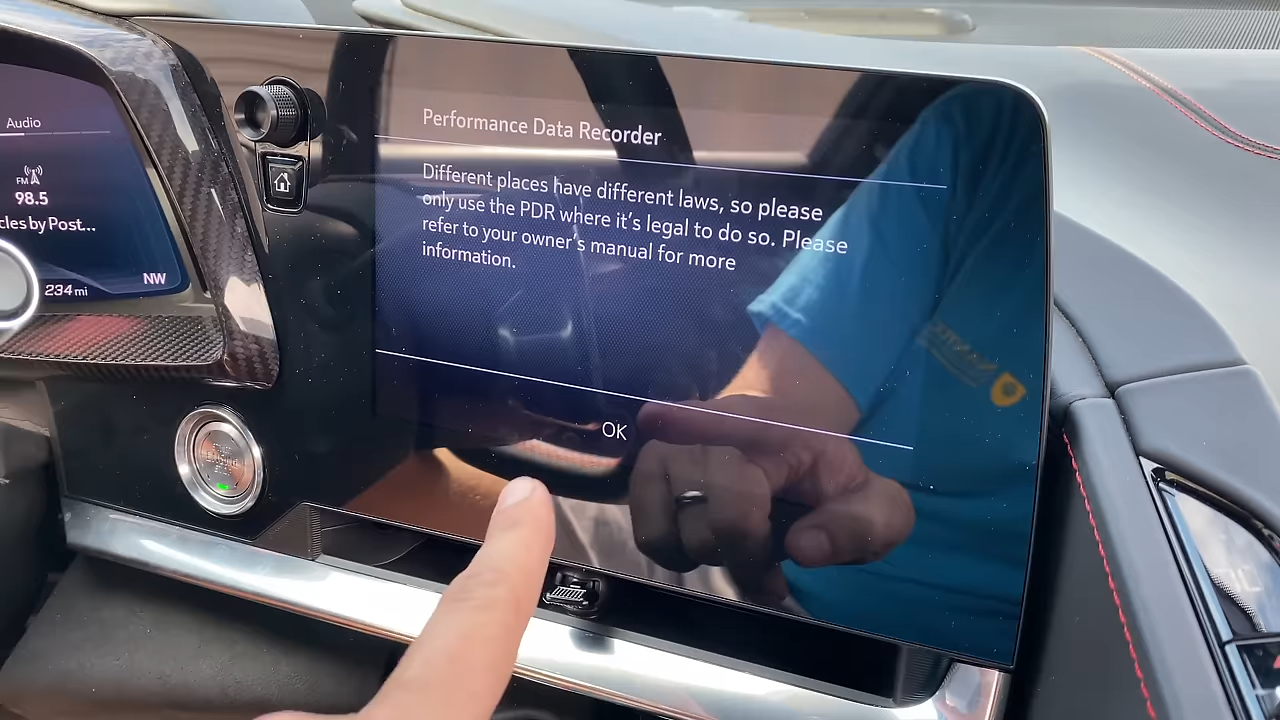 Audio
FM
98.5
cles by Post...
NW
234 mi
Performance Data Recorder
Different places have different laws, so please
only use the PDR where it's legal to do so. Please
refer to your owner's manual for more
information.
OK
ENGINE